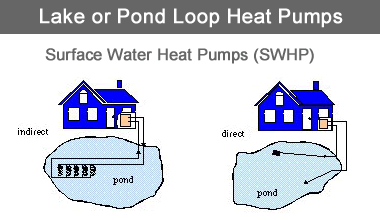 Lake or Pond Loop Heat Pumps
Surface Water Heat Pumps (SWHP)
indirect
pond
direct
pond